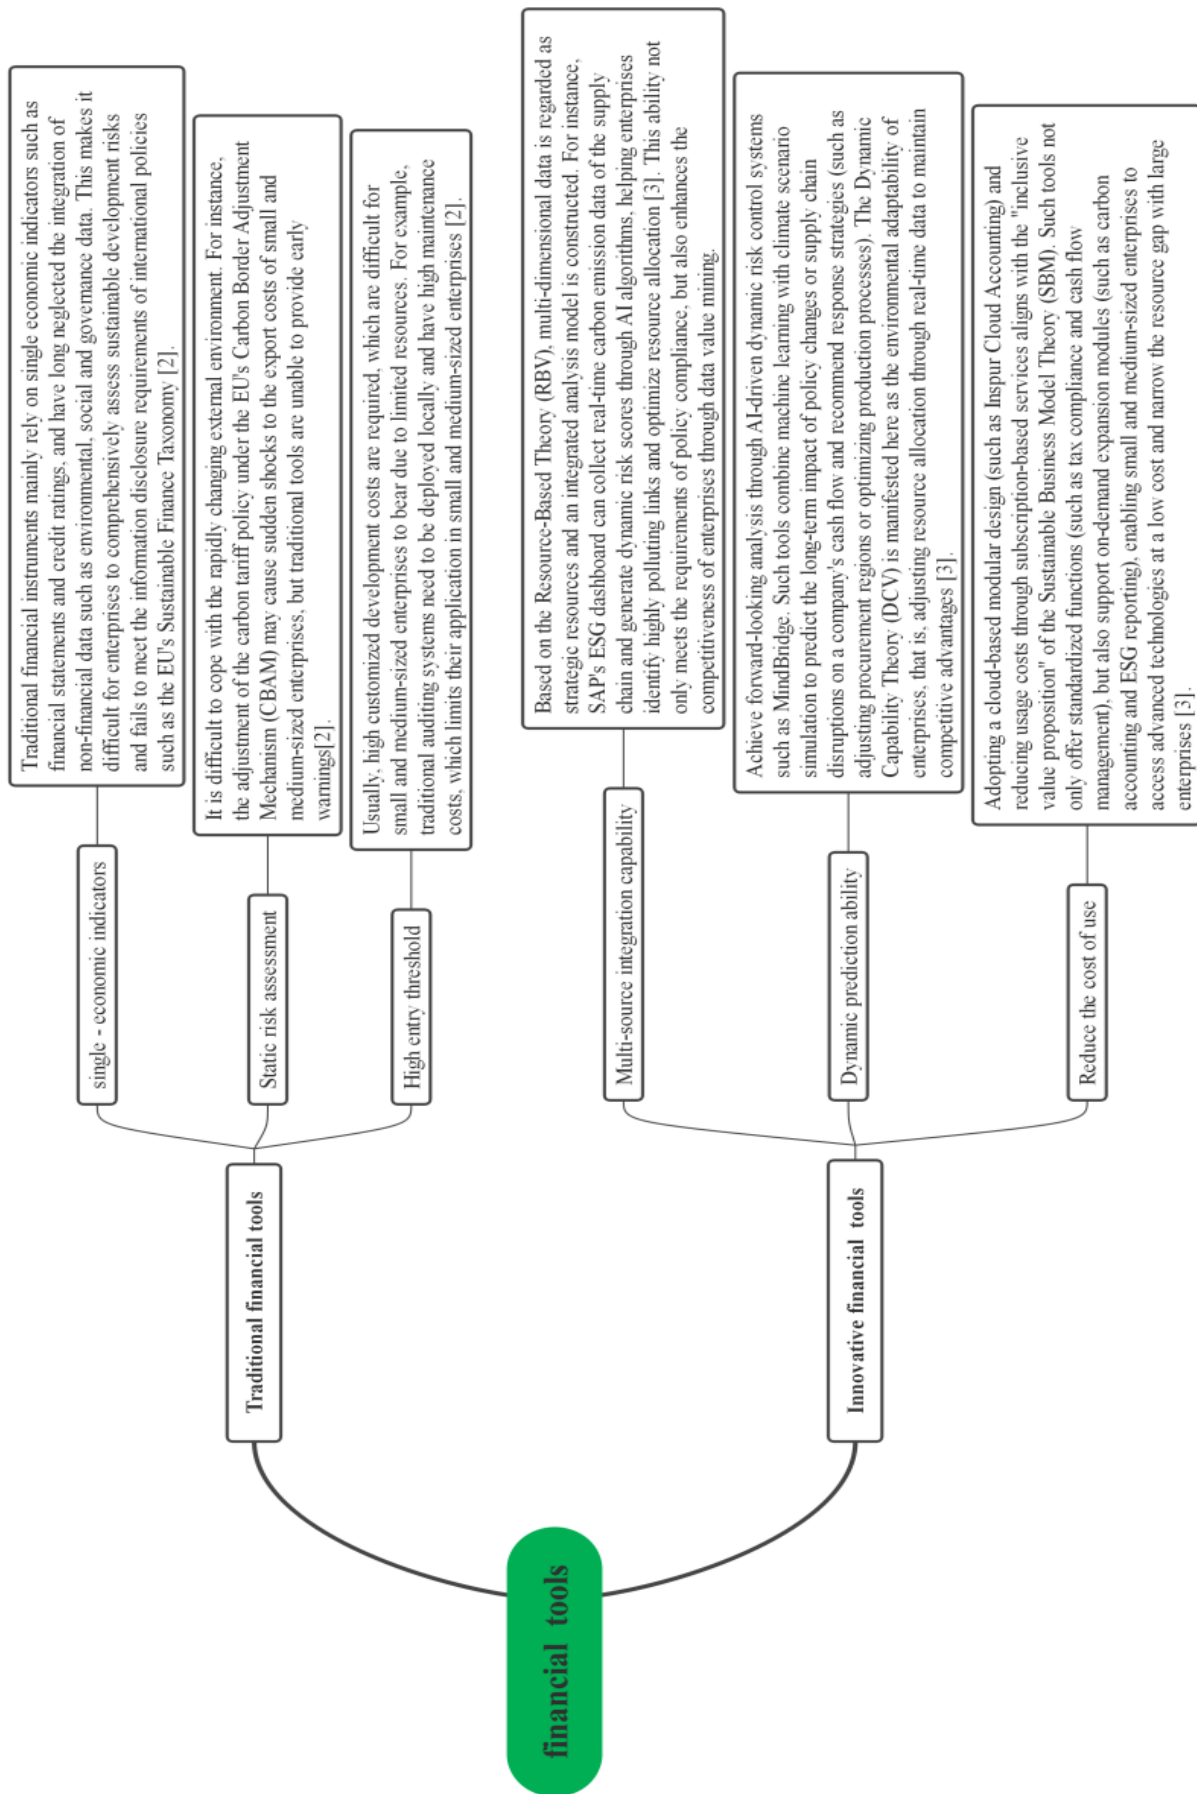 financial tools
Traditional financial tools
single - economic indicators
Traditional financial instruments mainly rely on single economic indicators such as
financial statements and credit ratings, and have long neglected the integration of
non-financial data such as environmental, social and governance data. This makes it
difficult for enterprises to comprehensively assess sustainable development risks
and fails to meet the information disclosure requirements of international policies
such as the EU's Sustainable Finance Taxonomy [2].
Static risk assessment
It is difficult to cope with the rapidly changing external environment. For instance,
the adjustment of the carbon tariff policy under the EU's Carbon Border Adjustment
Mechanism (CBAM) may cause sudden shocks to the export costs of small and
medium-sized enterprises, but traditional tools are unable to provide early
warnings[2].
High entry threshold
Usually, high customized development costs are required, which are difficult for
small and medium-sized enterprises to bear due to limited resources. For example,
traditional auditing systems need to be deployed locally and have high maintenance
costs, which limits their application in small and medium-sized enterprises [2].
Innovative financial tools
Multi-source integration capability
Based on the Resource-Based Theory (RBV), multi-dimensional data is regarded as
strategic resources and an integrated analysis model is constructed. For instance,
SAP's ESG dashboard can collect real-time carbon emission data of the supply
chain and generate dynamic risk scores through AI algorithms, helping enterprises
identify highly polluting links and optimize resource allocation [3]. This ability not
only meets the requirements of policy compliance, but also enhances the
competitiveness of enterprises through data value mining.
Dynamic prediction ability
Achieve forward-looking analysis through AI-driven dynamic risk control systems
such as MindBridge. Such tools combine machine learning with climate scenario
simulation to predict the long-term impact of policy changes or supply chain
disruptions on a company's cash flow and recommend response strategies (such as
adjusting procurement regions or optimizing production processes). The Dynamic
Capability Theory (DCV) is manifested here as the environmental adaptability of
enterprises, that is, adjusting resource allocation through real-time data to maintain
competitive advantages [3].
Reduce the cost of use
Adopting a cloud-based modular design (such as Inspur Cloud Accounting) and
reducing usage costs through subscription-based services aligns with the "inclusive
value proposition" of the Sustainable Business Model Theory (SBM). Such tools not
only offer standardized functions (such as tax compliance and cash flow
management), but also support on-demand expansion modules (such as carbon
accounting and ESG reporting), enabling small and medium-sized enterprises to
access advanced technologies at a low cost and narrow the resource gap with large
enterprises [3].